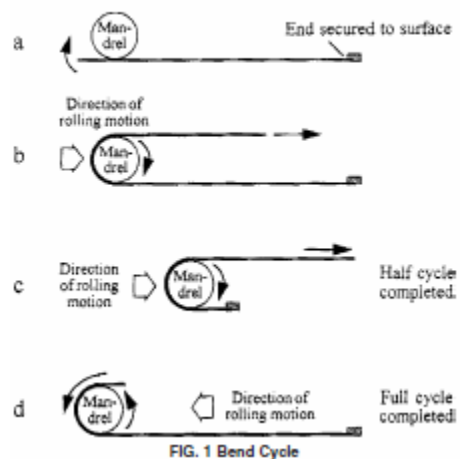 a
Man-
drel
End secured to surface
Direction of
rolling motion
b
Man-
drel
c
Direction
of rolling
motion
Man-
drel
Half cycle
completed.
d
Man-
drel
Direction of
rolling motion
Full cycle
completed
FIG. 1 Bend Cycle